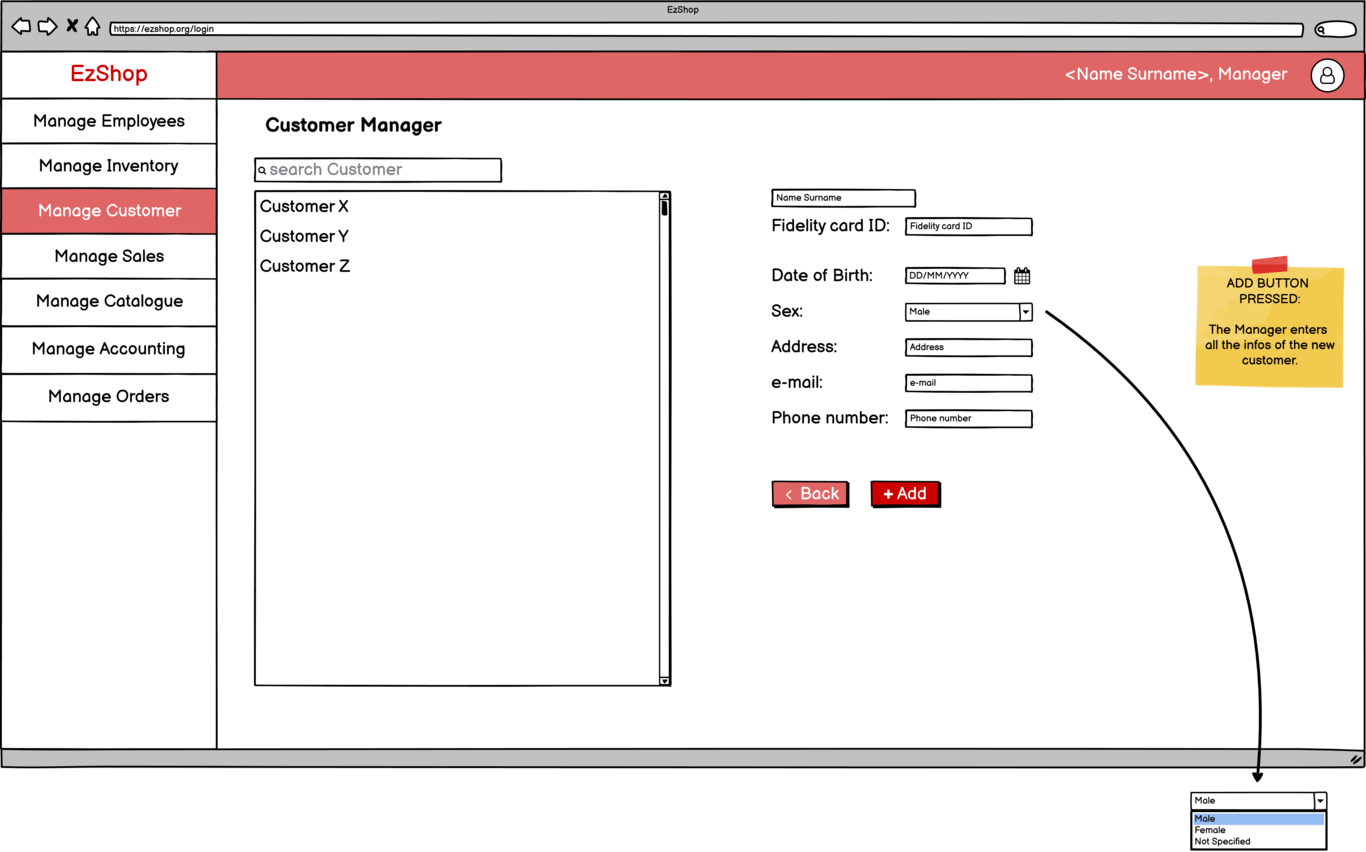 EzShop
https://ezshop.org/login
EzShop
<Name Surname>, Manager
Manage Employees
Manage Inventory
Manage Customer
Manage Sales
Manage Catalogue
Manage Accounting
Manage Orders
Customer Manager
search Customer
Customer X
Customer Y
Customer Z
Name Surname
Fidelity card ID: Fidelity card ID
Date of Birth: DD/MM/YYYY
Sex: Male
Address: Address
e-mail: e-mail
Phone number: Phone number
< Back
+ Add
ADD BUTTON
PRESSED:
The Manager enters
all the infos of the new
customer.
Male
Male
Female
Not Specified